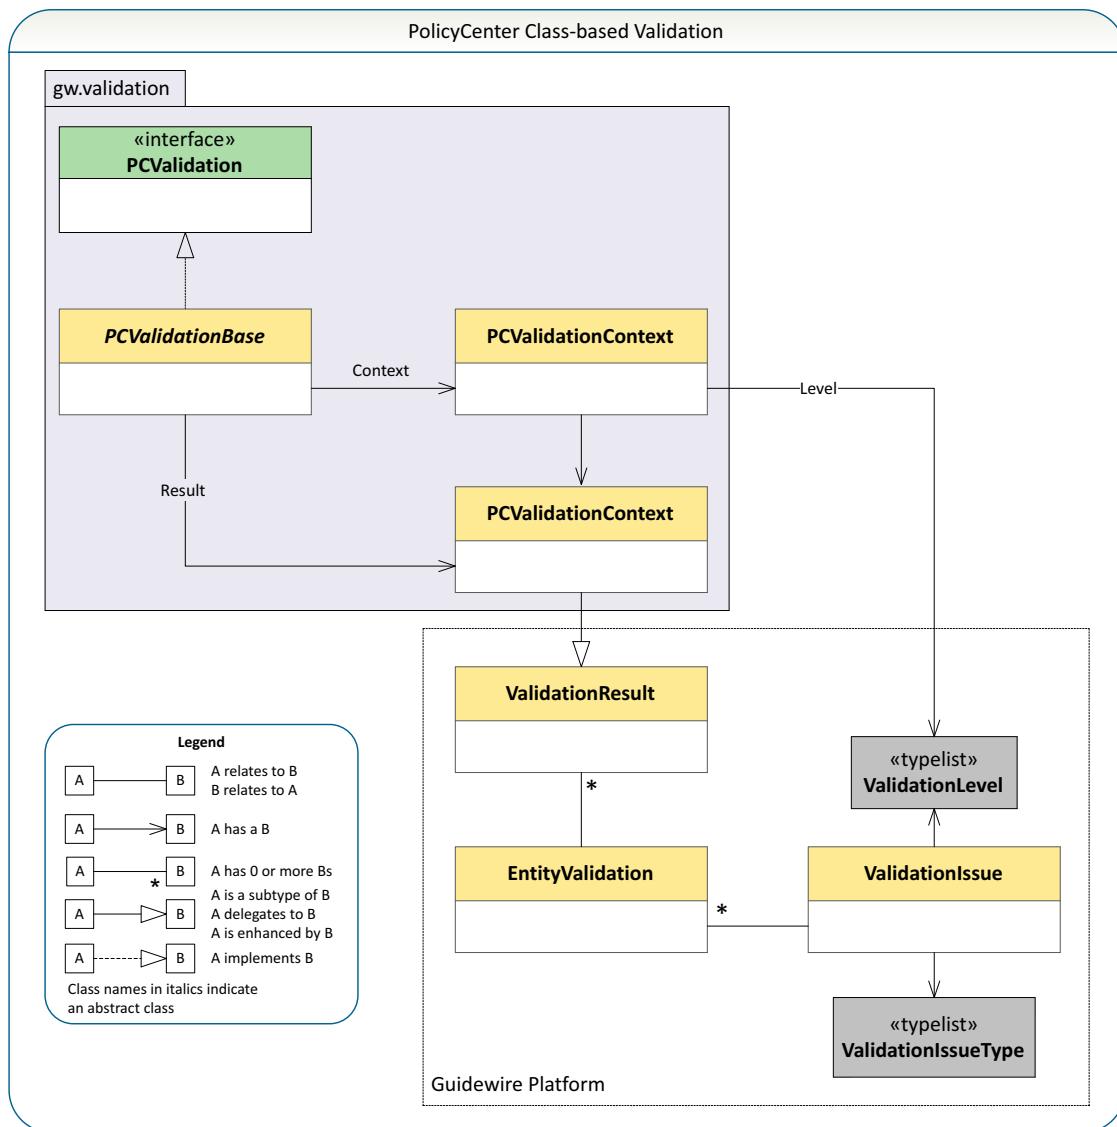 PolicyCenter Class-based Validation
gw.validation
«interface»
PCValidation
PCValidationBase
Context
PCValidationContext
Level
Result
PCValidationContext
ValidationResult
*
«typelist»
ValidationLevel
EntityValidation
*
ValidationIssue
«typelist»
ValidationIssueType
Guidewire Platform
Legend
A
B
A relates to B
B relates to A
A
B
A has a B
A
B
*
A has 0 or more Bs
A
B
A is a subtype of B
A delegates to B
A is enhanced by B
A
B
A implements B
Class names in italics indicate
an abstract class